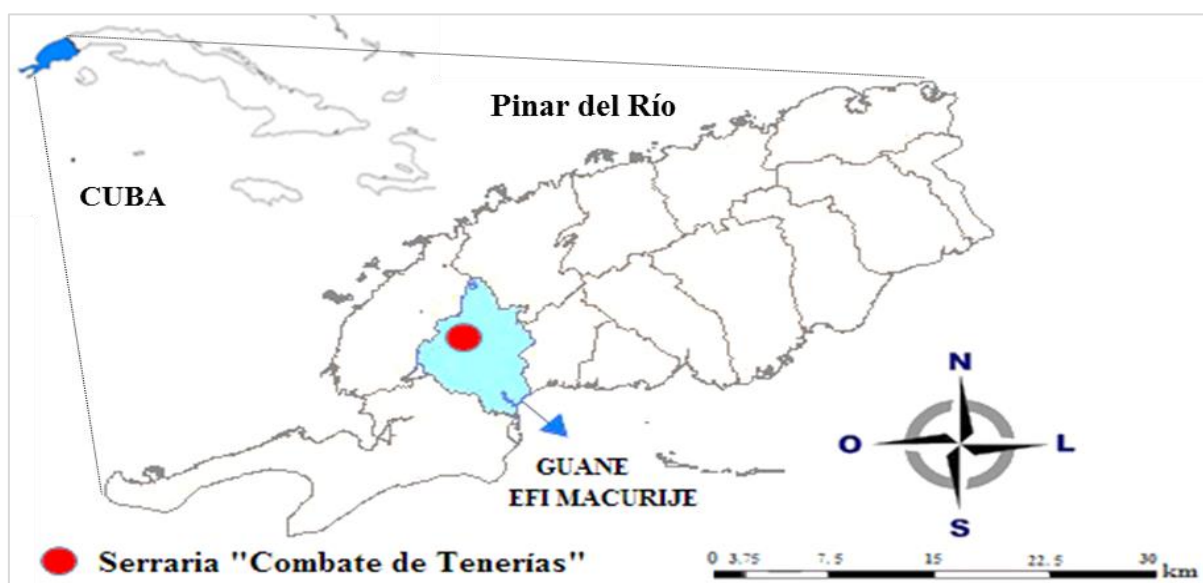 Pinar del Río
CUBA
N
O
L
S
GUANE
EFI MACURIJE
Serraria "Combate de Tenerías"
0 3.75 7.5 15 22.5 30
km